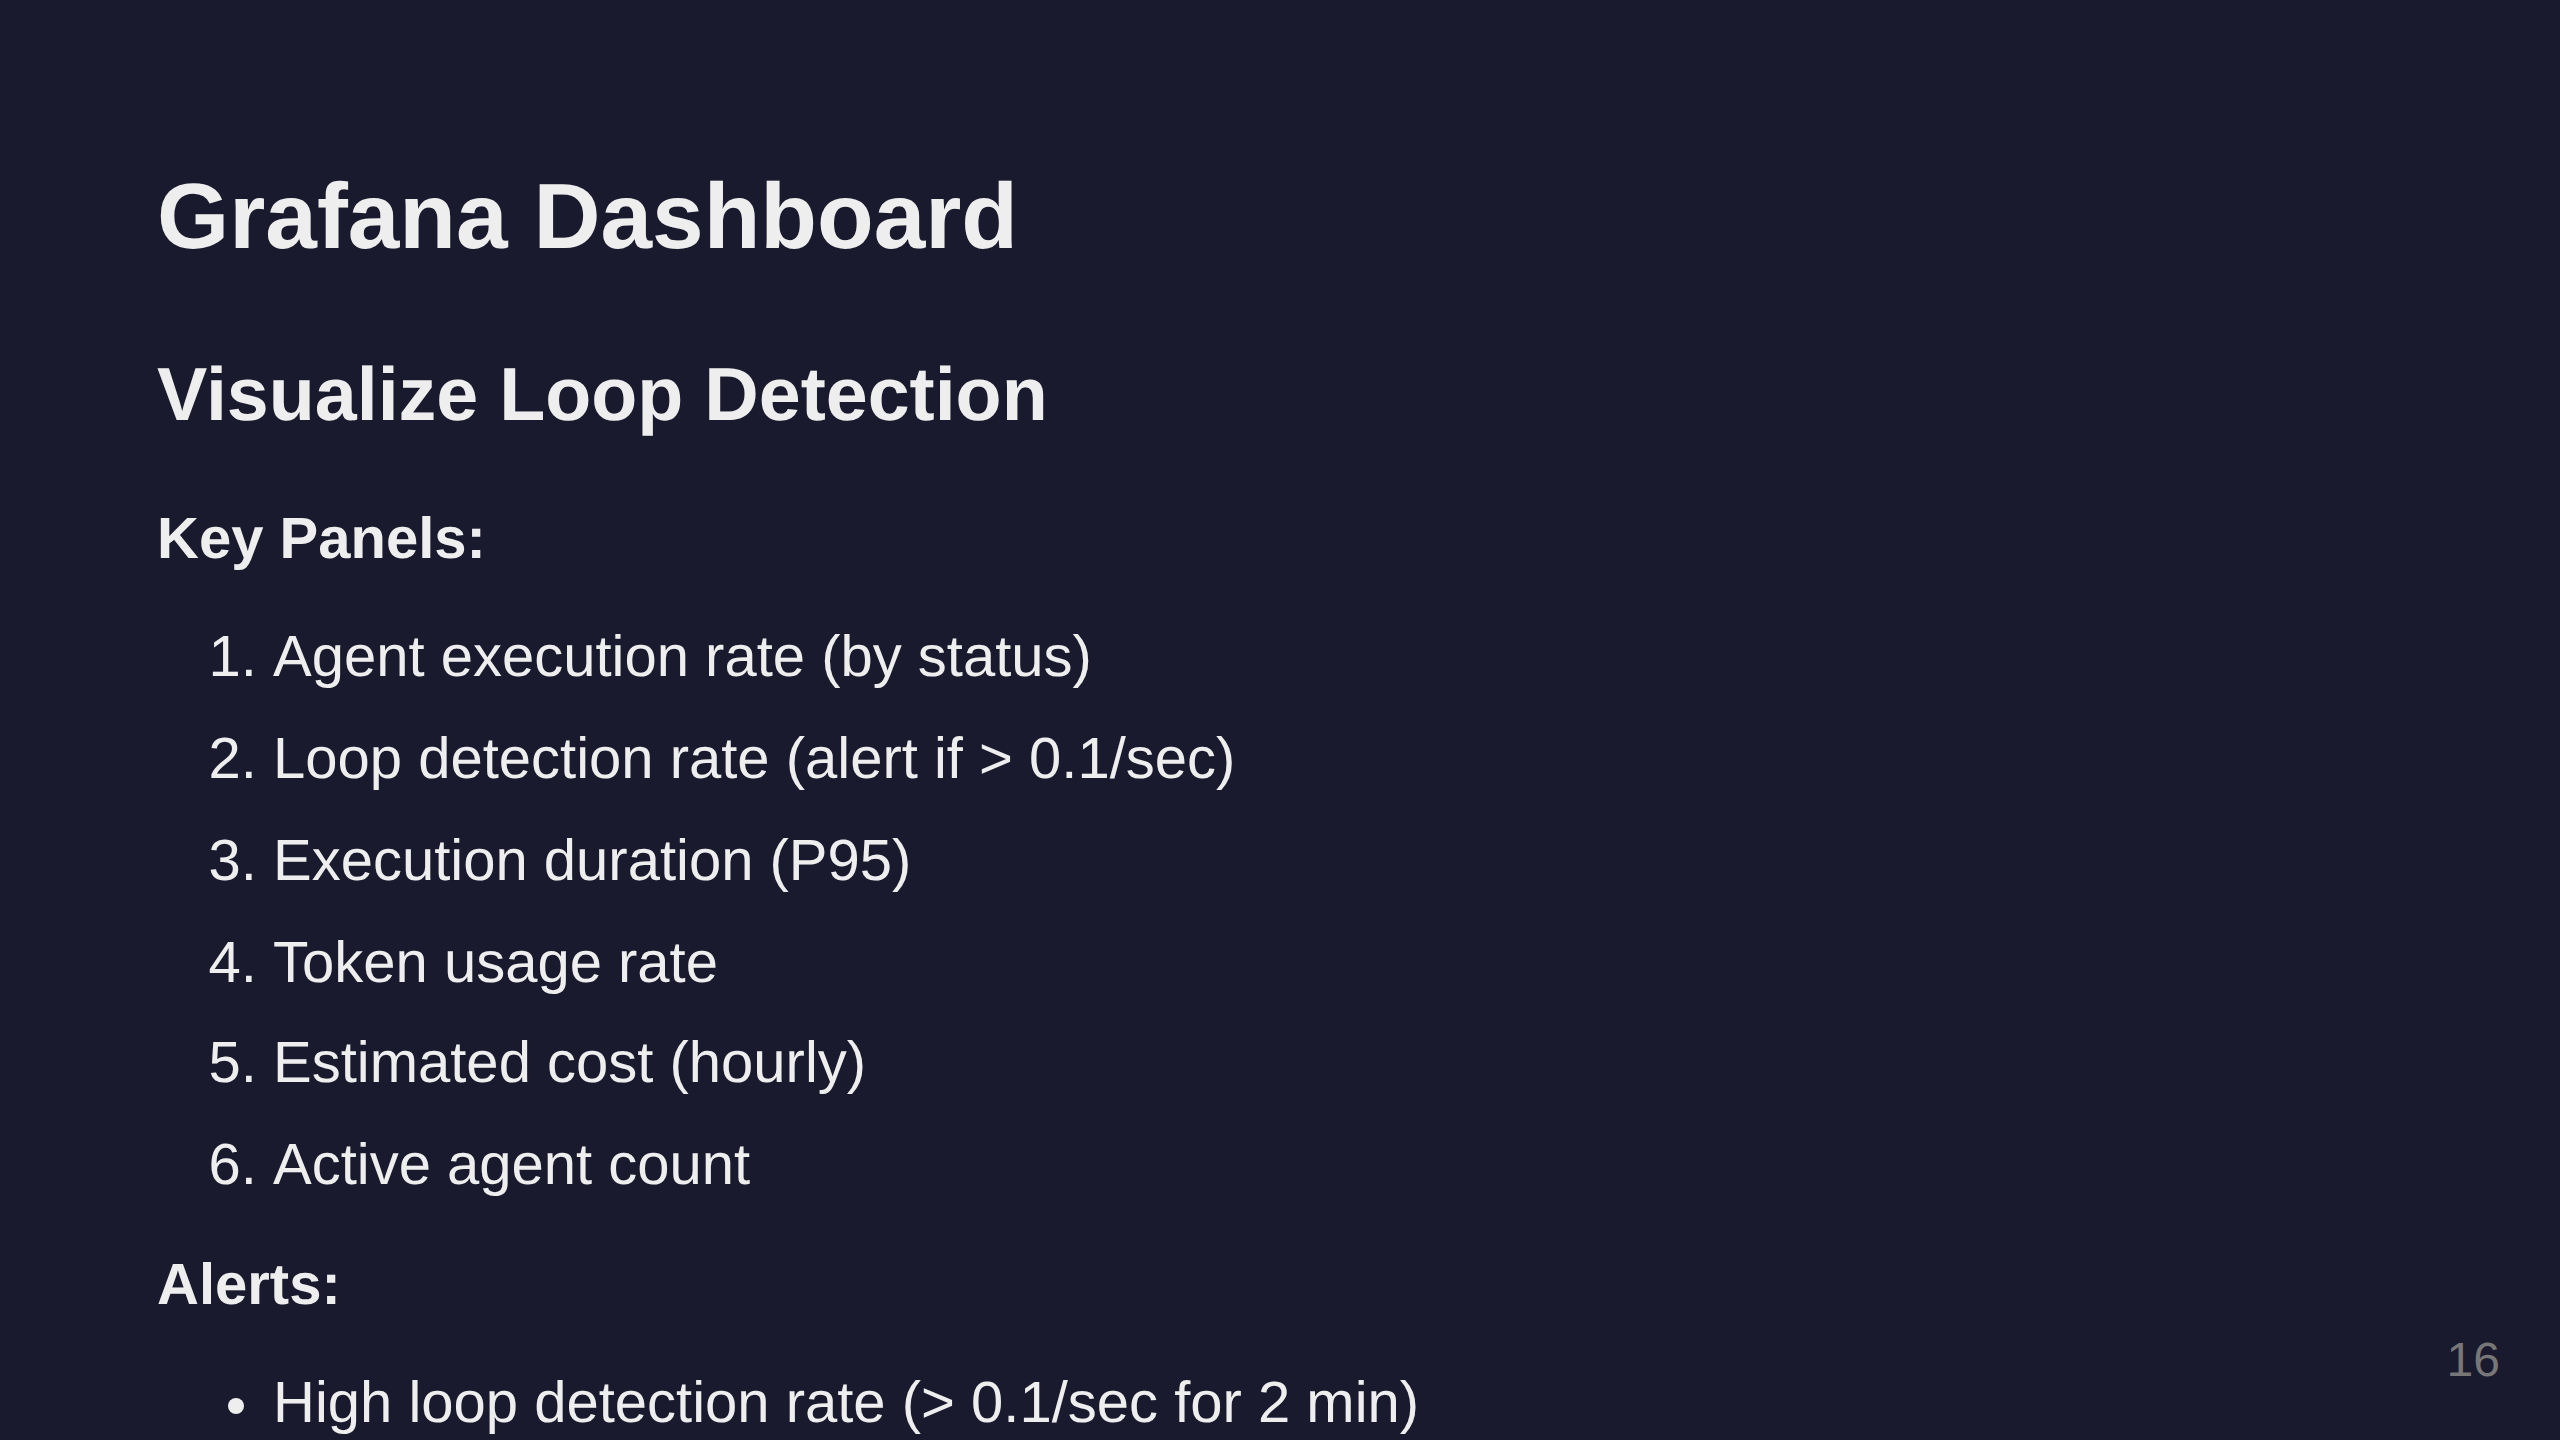 Grafana Dashboard
Visualize Loop Detection
Key Panels:
1. Agent execution rate (by status)
2. Loop detection rate (alert if > 0.1/sec)
3. Execution duration (P95)
4. Token usage rate
5. Estimated cost (hourly)
6. Active agent count
Alerts:
• High loop detection rate (> 0.1/sec for 2 min)
16